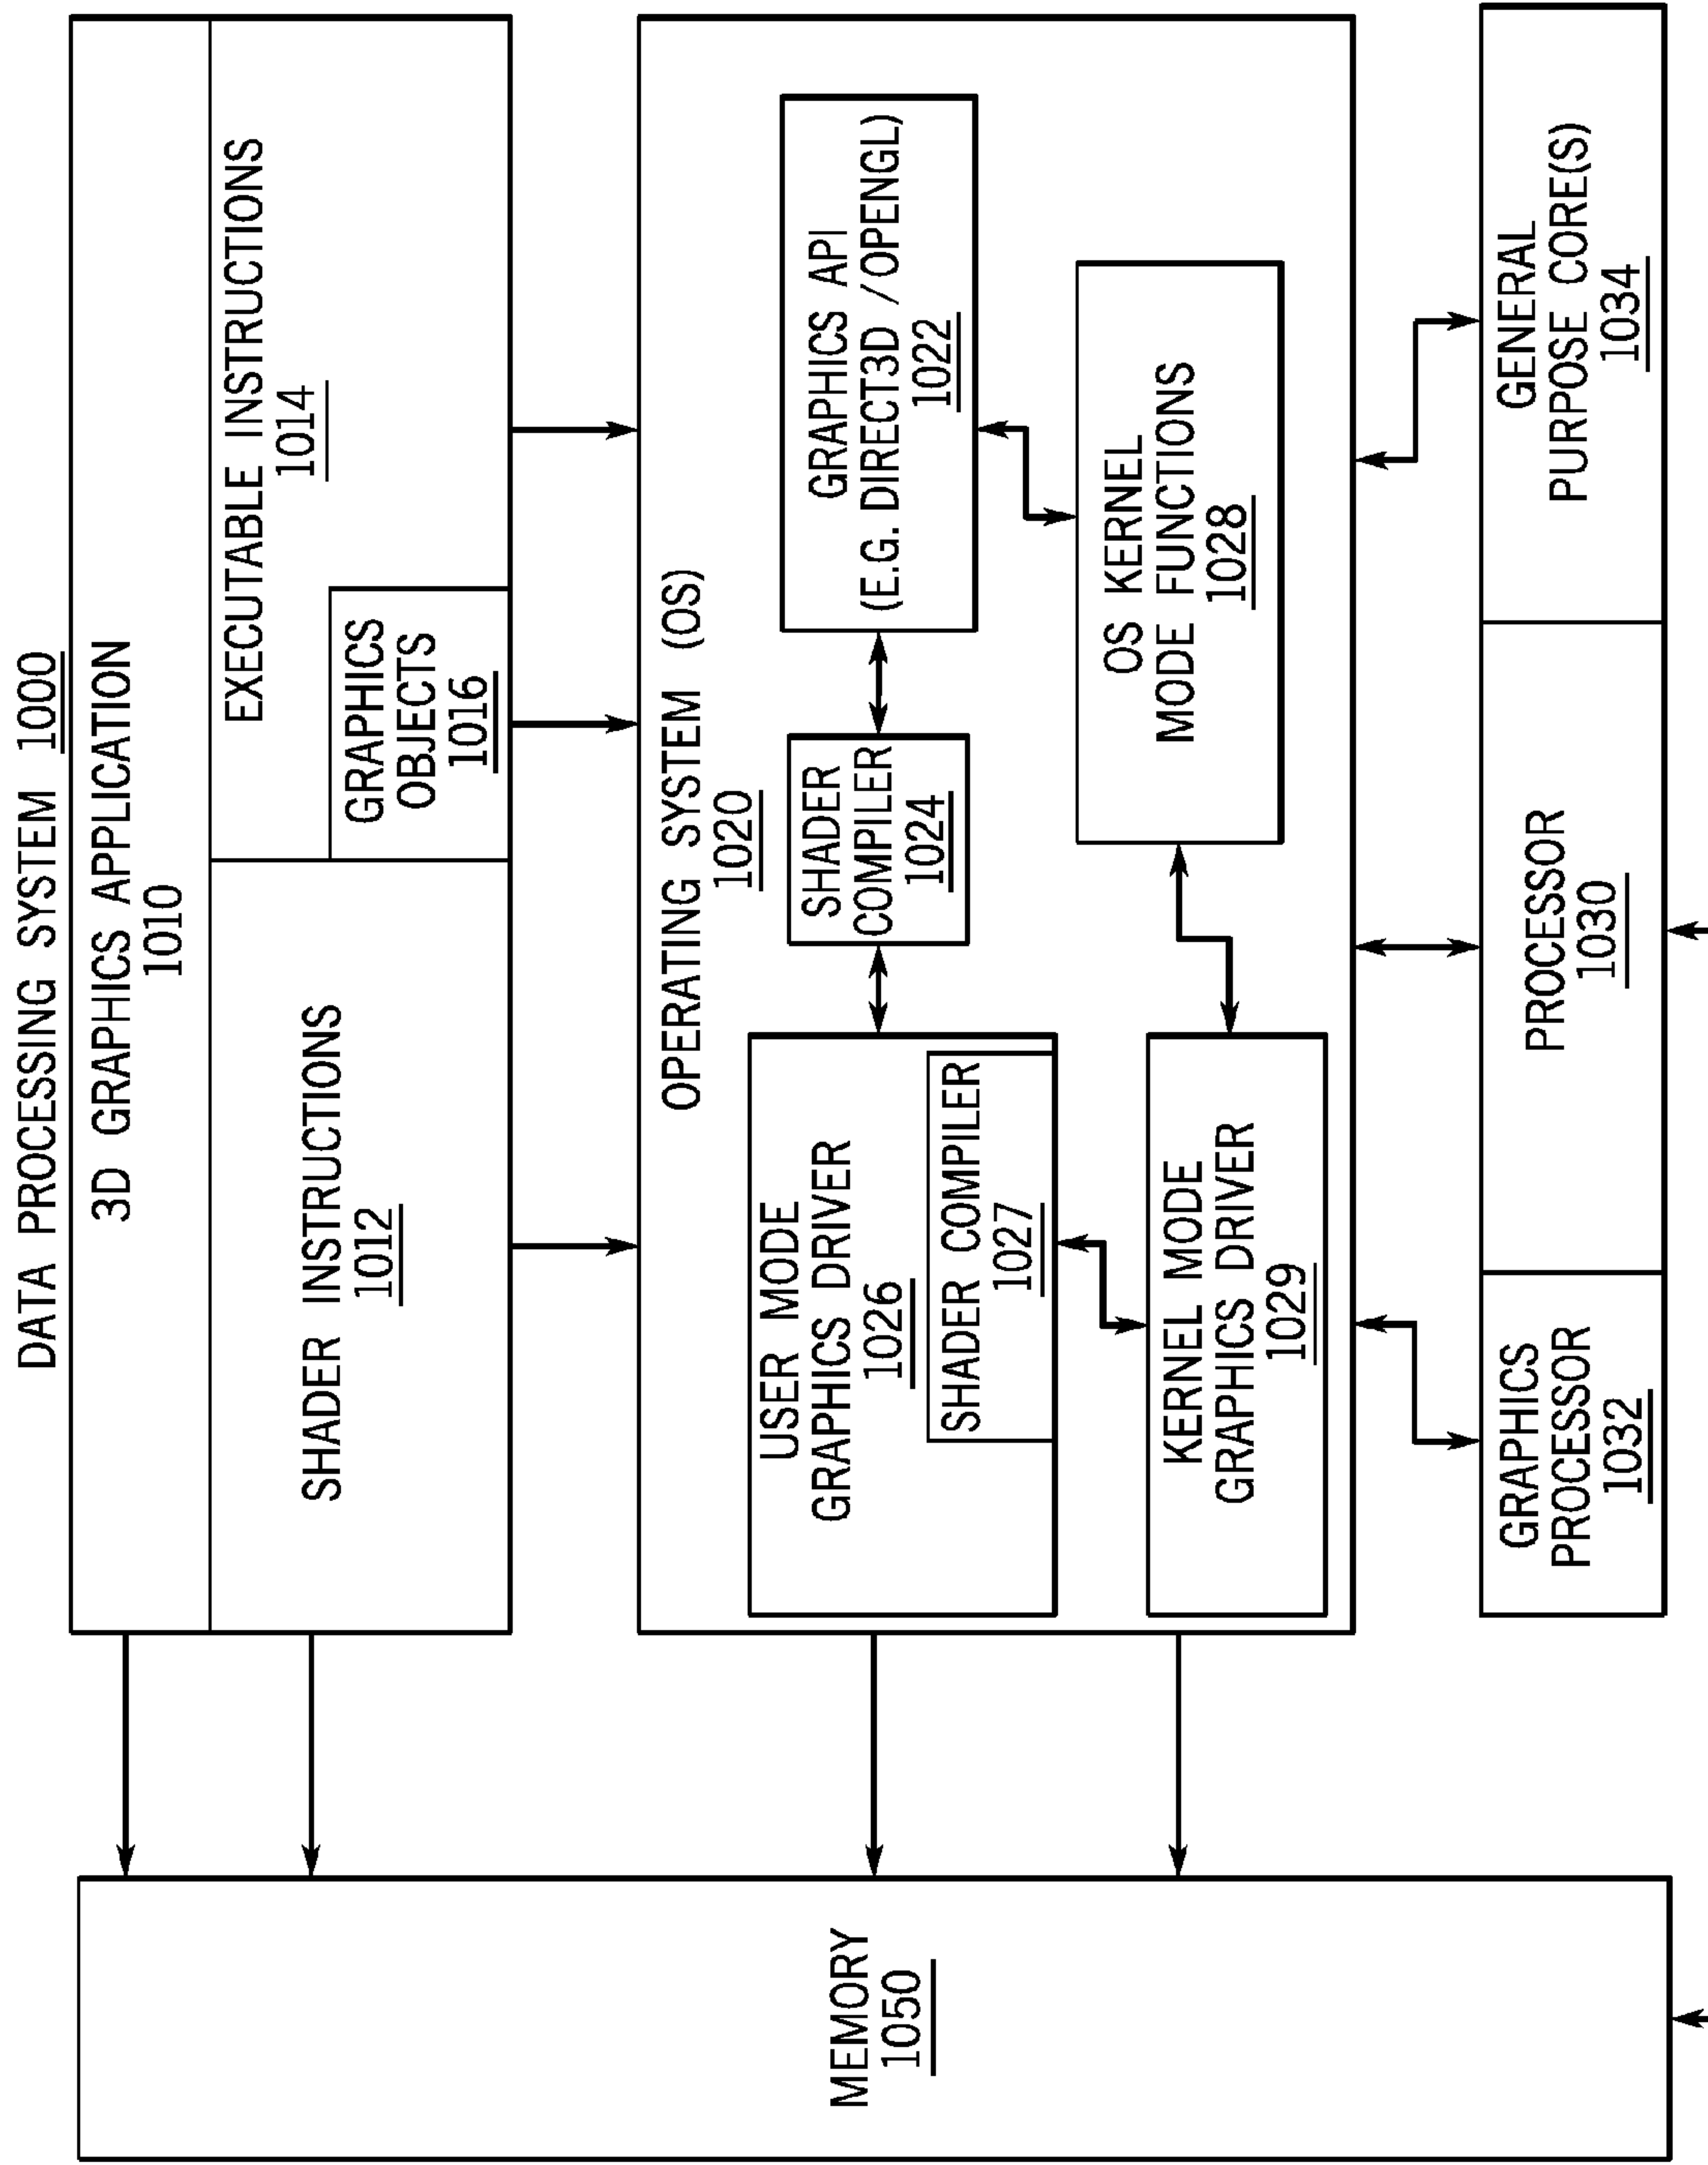 DATA PROCESSING SYSTEM 1000
3D GRAPHICS APPLICATION
1010
SHADER INSTRUCTIONS
1012
EXECUTABLE INSTRUCTIONS
1014
GRAPHICS
OBJECTS
1016
OPERATING SYSTEM (OS)
1020
USER MODE
GRAPHICS DRIVER
1026
SHADER COMPILER
1027
SHADER
COMPILER
1024
GRAPHICS API
(E.G. DIRECT3D /OPENGL)
1022
KERNEL MODE
GRAPHICS DRIVER
1029
OS KERNEL
MODE FUNCTIONS
1028
GRAPHICS
PROCESSOR
1032
PROCESSOR
1030
GENERAL
PURPOSE CORE(S)
1034
MEMORY
1050